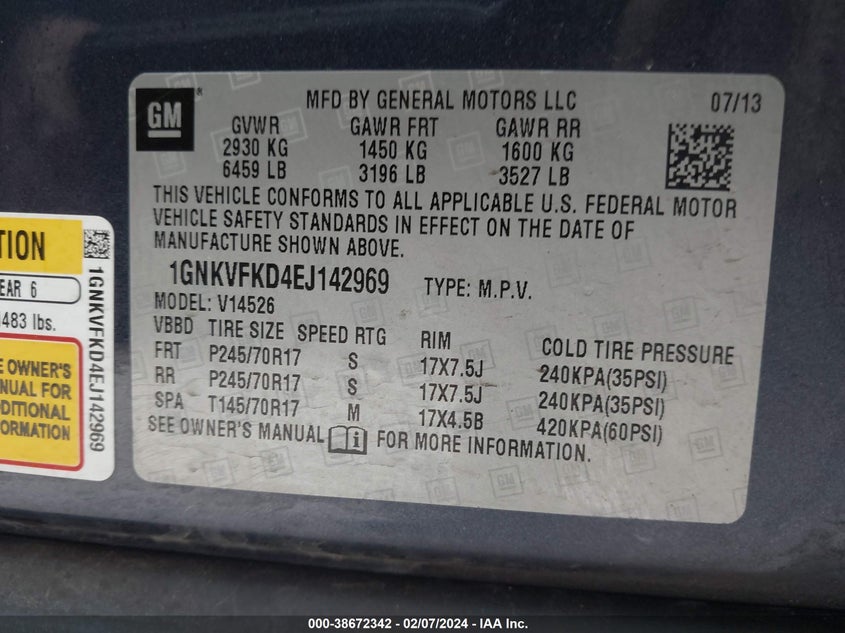 GM ®
MFD BY GENERAL MOTORS LLC 07/13
GVWR GAWR FRT GAWR RR
2930 KG 1450 KG 1600 KG
6459 LB 3196 LB 3527 LB
THIS VEHICLE CONFORMS TO ALL APPLICABLE U.S. FEDERAL MOTOR
VEHICLE SAFETY STANDARDS IN EFFECT ON THE DATE OF
MANUFACTURE SHOWN ABOVE.
1GNKVFKD4EJ142969 TYPE: M.P.V.
MODEL: V14526
VBBD TIRE SIZE SPEED RTG RIM COLD TIRE PRESSURE
FRT P245/70R17 S 17X7.5J 240KPA(35PSI)
RR P245/70R17 S 17X7.5J 240KPA(35PSI)
SPA T145/70R17 M 17X4.5B 420KPA(60PSI)
SEE OWNER'S MANUAL i FOR MORE INFORMATION.
TION
EAR 6
483 lbs.
E OWNER'S
NUAL FOR
DDITIONAL
FORMATION
1GNKVFKD4EJ142969
000-38672342 - 02/07/2024 - IAA Inc.